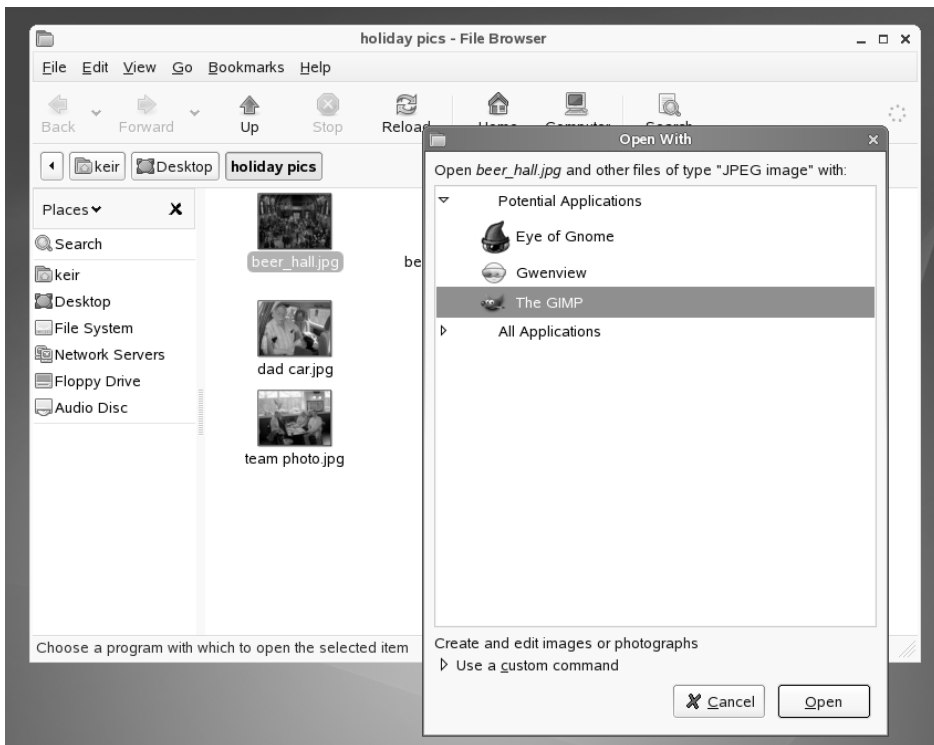 holiday pics - File Browser
File Edit View Go Bookmarks Help
Back Forward Up Stop Reload Home Computer Search
keir Desktop holiday pics
Places
Search
keir
Desktop
File System
Network Servers
Floppy Drive
Audio Disc
beer_hall.jpg
be
dad car.jpg
team photo.jpg
Choose a program with which to open the selected item
Open With
Open beer_hall.jpg and other files of type "JPEG image" with:
Potential Applications
Eye of Gnome
Gwenview
The GIMP
All Applications
Create and edit images or photographs
Use a custom command
Cancel Open